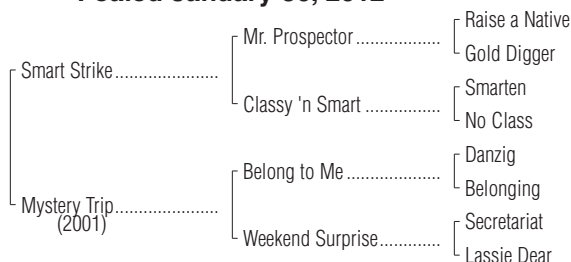 Foaled January 30, 2012
Raise a Native
Mr. Prospector
Gold Digger
Smart Strike
Smarten
Classy 'n Smart
No Class
Danzig
Belong to Me
Belonging
Mystery Trip
(2001)
Secretariat
Weekend Surprise
Lassie Dear